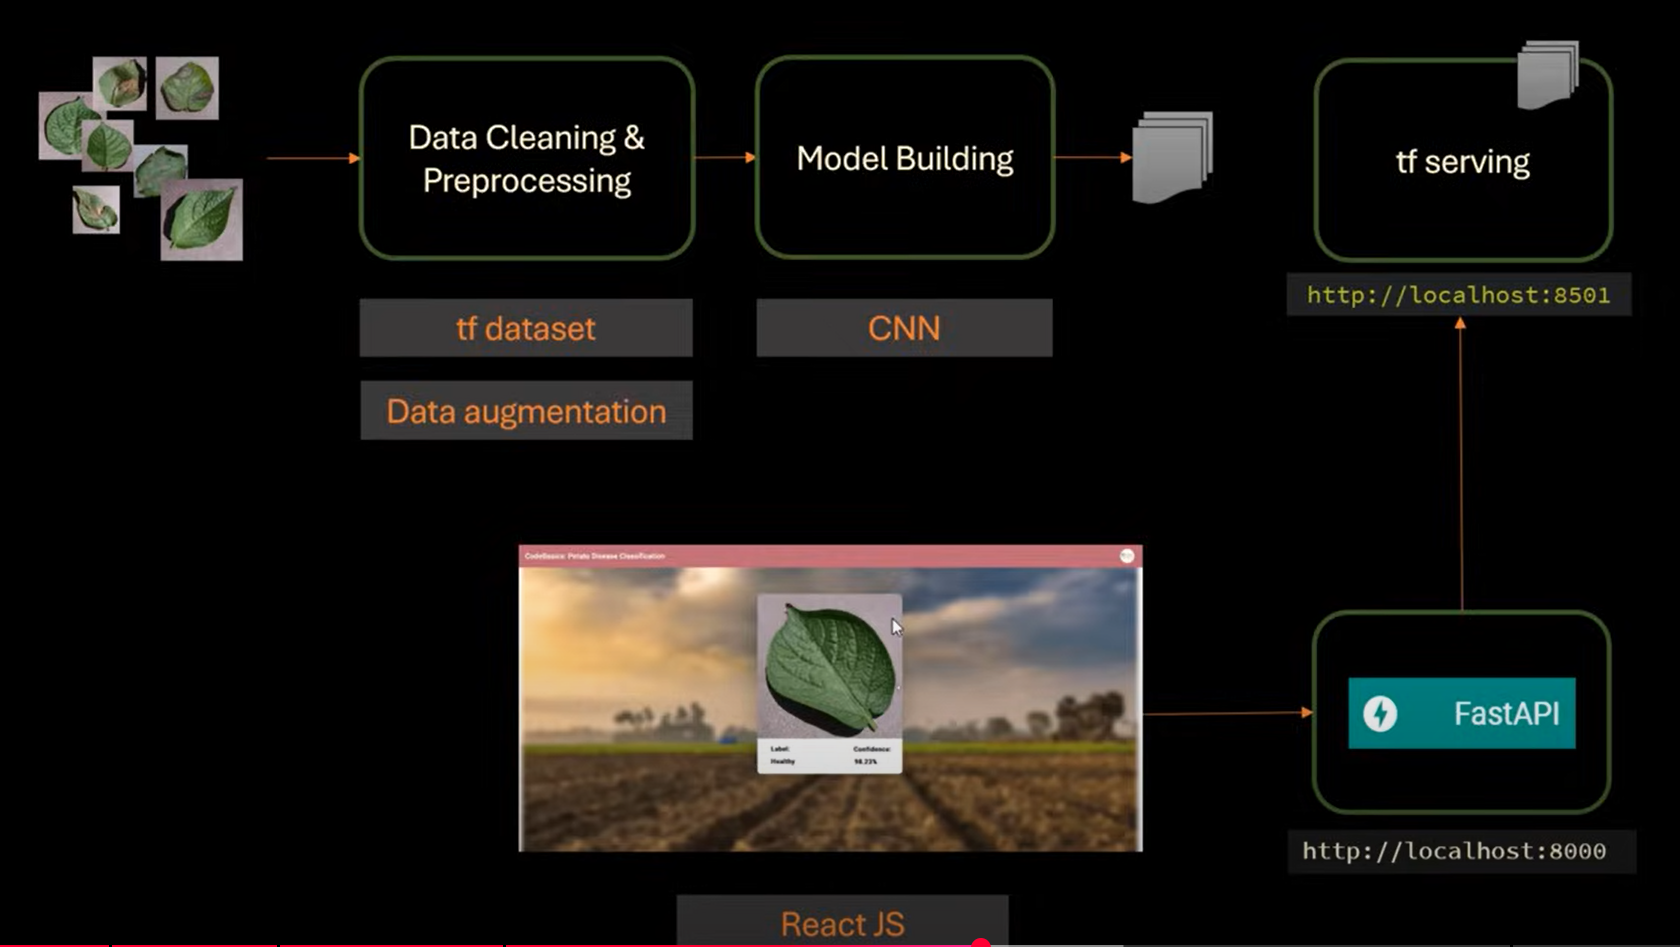 Data Cleaning &
Preprocessing
Model Building
tf serving
http://localhost:8501
tf dataset
CNN
Data augmentation
CodeBasics: Potato Disease Classification
Label:
Confidence:
Healthy
98.23%
FastAPI
http://localhost:8000
React JS